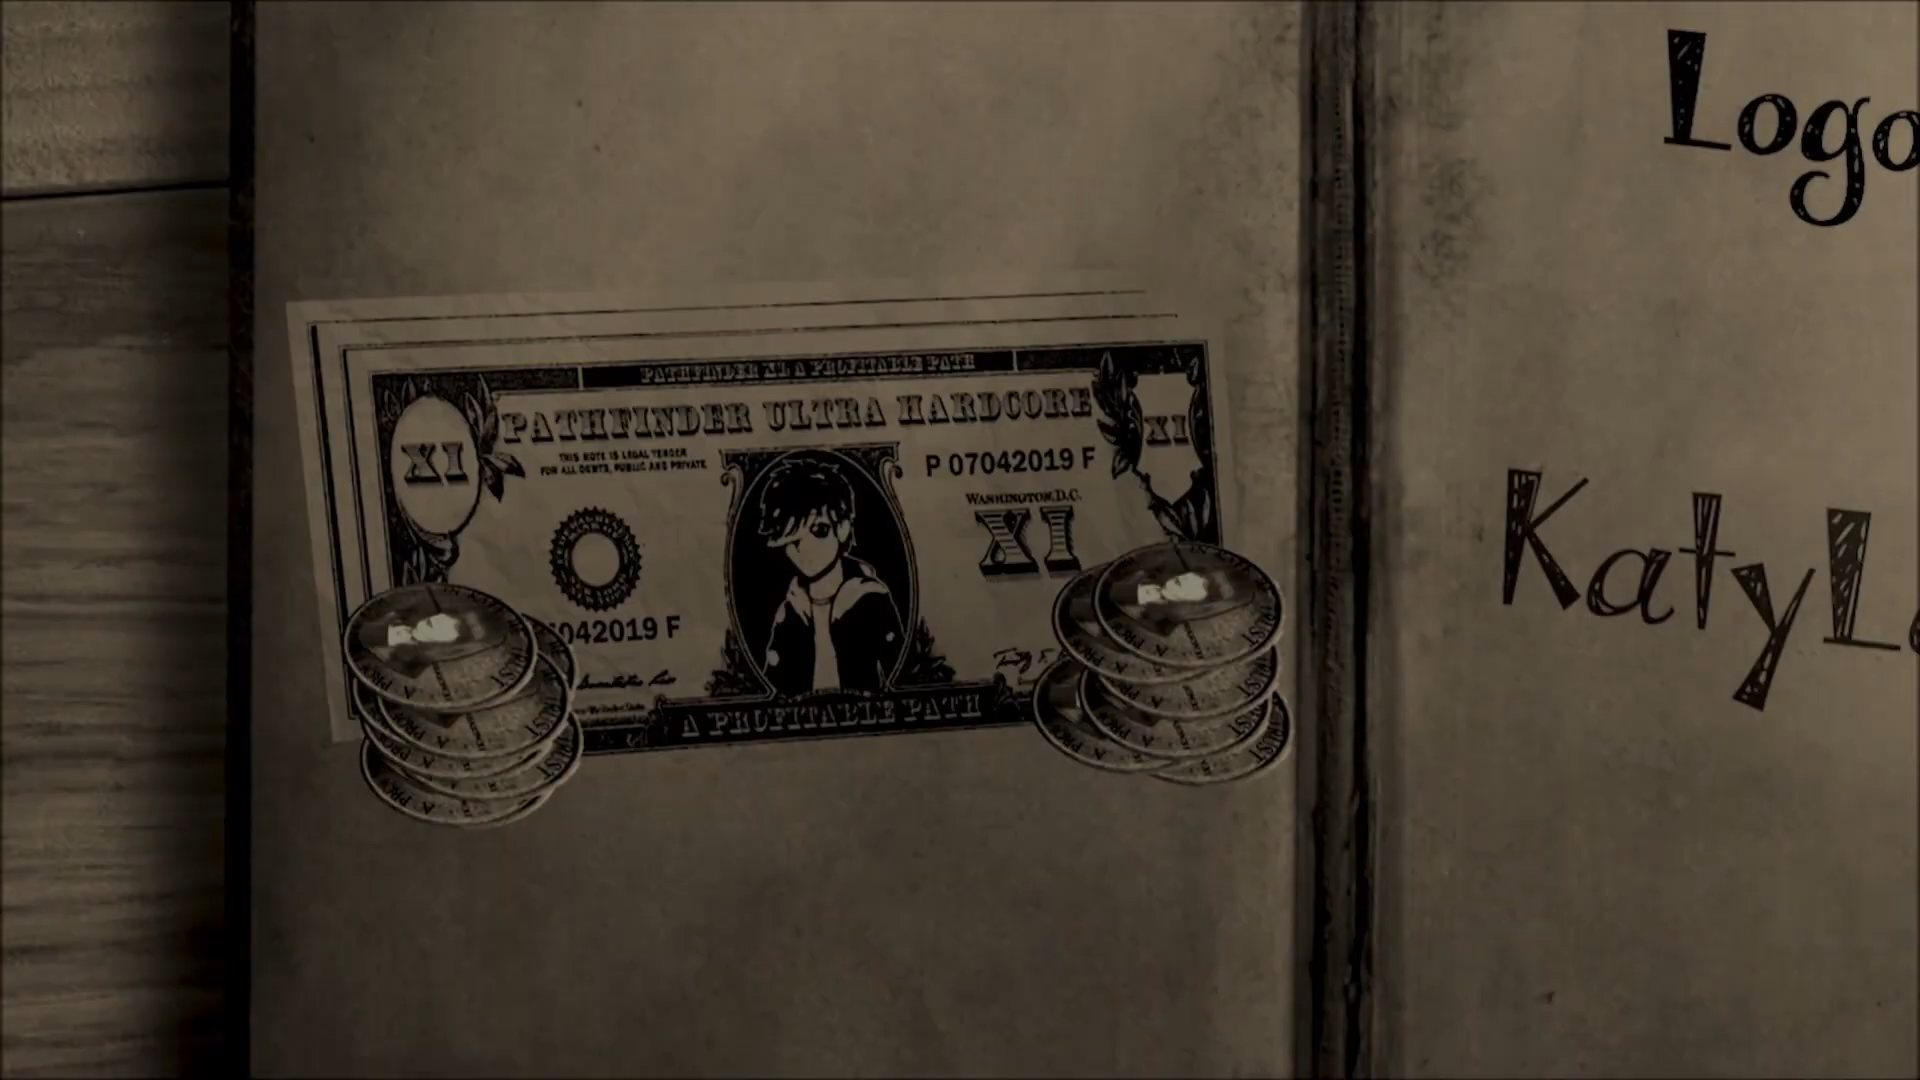 PATHFINDER XI A PROFITABLE PATH
PATHFINDER ULTRA HARDCORE
XI
XI
THIS NOTE IS LEGAL TENDER
FOR ALL DEBTS, PUBLIC AND PRIVATE
P 07042019 F
WASHINGTON, D.C.
XI
042019 F
A PROFITABLE PATH
Logo
KatyL